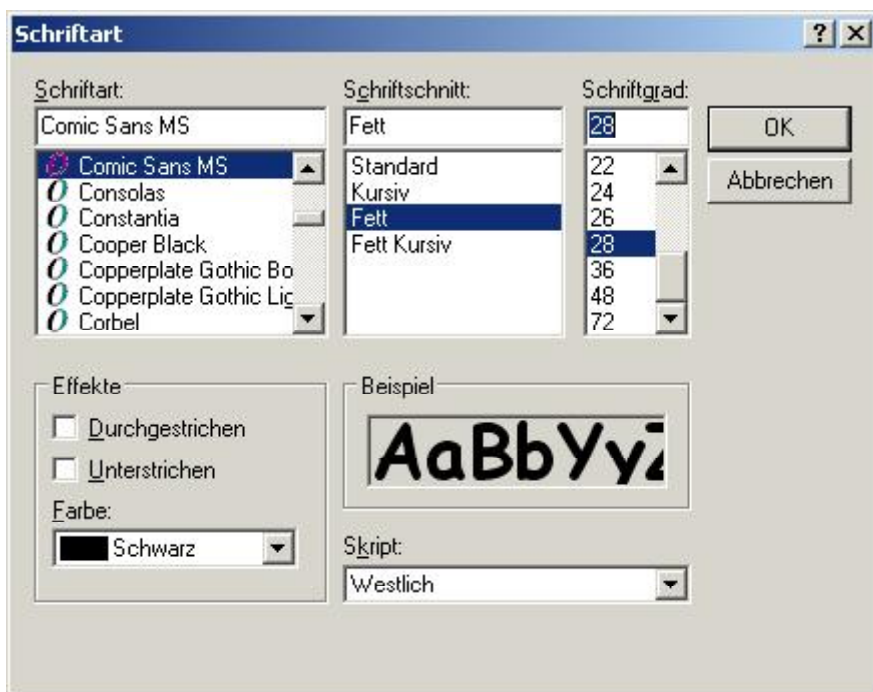 Schriftart
Schriftart: Schriftschnitt: Schriftgrad:
Comic Sans MS Fett 28 OK
Comic Sans MS Standard 22
Consolas Kursiv 24 Abbrechen
Constantia Fett 26
Cooper Black Fett Kursiv 28
Copperplate Gothic Bo 36
Copperplate Gothic Lig 48
Corbel 72
Effekte Beispiel
Durchgestrichen
Unterstrichen
AaBbYyZ
Farbe:
Schwarz
Skript:
Westlich